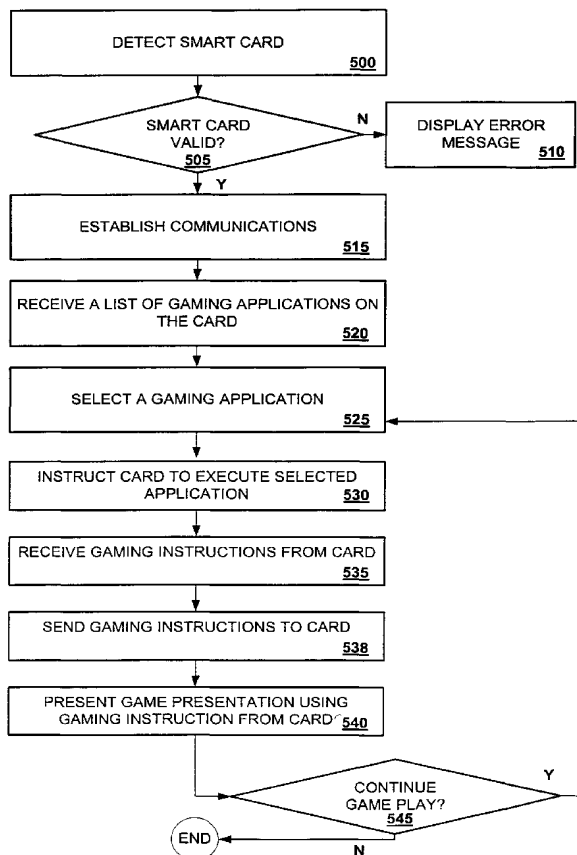 DETECT SMART CARD
500
SMART CARD
VALID?
505
N
DISPLAY ERROR
MESSAGE
510
Y
ESTABLISH COMMUNICATIONS
515
RECEIVE A LIST OF GAMING APPLICATIONS ON
THE CARD
520
SELECT A GAMING APPLICATION
525
INSTRUCT CARD TO EXECUTE SELECTED
APPLICATION
530
RECEIVE GAMING INSTRUCTIONS FROM CARD
535
SEND GAMING INSTRUCTIONS TO CARD
538
PRESENT GAME PRESENTATION USING
GAMING INSTRUCTION FROM CARD
540
CONTINUE
GAME PLAY?
545
Y
N
END